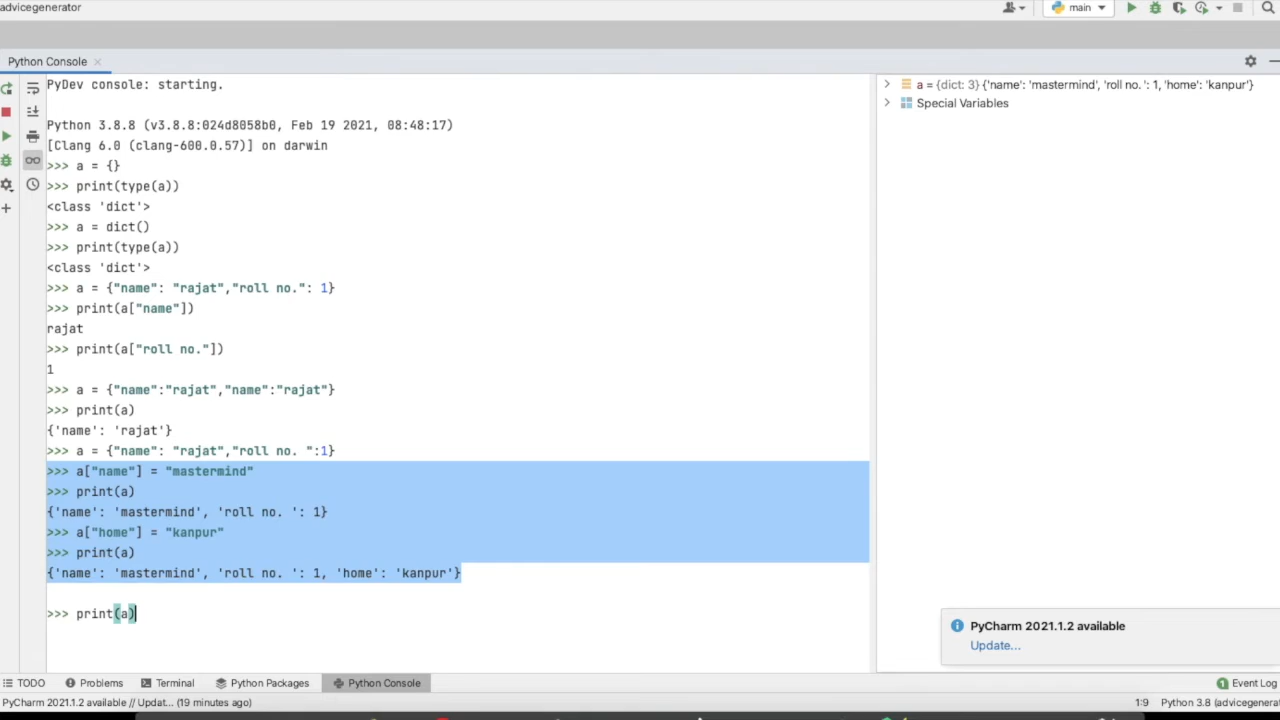 advicegenerator
main
Python Console
PyDev console: starting.
Python 3.8.8 (v3.8.8:024d8058b0, Feb 19 2021, 08:48:17)
[Clang 6.0 (clang-600.0.57)] on darwin
>>> a = {}
>>> print(type(a))
<class 'dict'>
>>> a = dict()
>>> print(type(a))
<class 'dict'>
>>> a = {"name": "rajat","roll no.": 1}
>>> print(a["name"])
rajat
>>> print(a["roll no."])
1
>>> a = {"name":"rajat","name":"rajat"}
>>> print(a)
{'name': 'rajat'}
>>> a = {"name": "rajat","roll no. ":1}
>>> a["name"] = "mastermind"
>>> print(a)
{'name': 'mastermind', 'roll no. ': 1}
>>> a["home"] = "kanpur"
>>> print(a)
{'name': 'mastermind', 'roll no. ': 1, 'home': 'kanpur'}
>>> print(a)
a = {dict: 3} {'name': 'mastermind', 'roll no. ': 1, 'home': 'kanpur'}
Special Variables
PyCharm 2021.1.2 available
Update...
TODO Problems Terminal Python Packages Python Console 1 Event Log
PyCharm 2021.1.2 available // Updat... (19 minutes ago) 1:9 Python 3.8 (advicegenerat